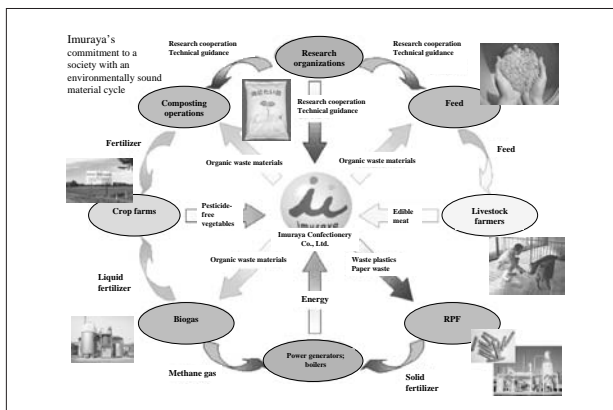 Imuraya's
commitment to a
society with an
environmentally sound
material cycle
Research cooperation
Technical guidance
Research
organizations
Research cooperation
Technical guidance
Composting
operations
Research cooperation
Technical guidance
Feed
Fertilizer
Organic waste materials
Organic waste materials
Feed
Crop farms
Pesticide-
free
vegetables
imuraya
Imuraya Confectionery
Co., Ltd.
Edible
meat
Livestock
farmers
Organic waste materials
Waste plastics
Paper waste
Liquid
fertilizer
Energy
Biogas
RPF
Power generators;
boilers
Methane gas
Solid
fertilizer